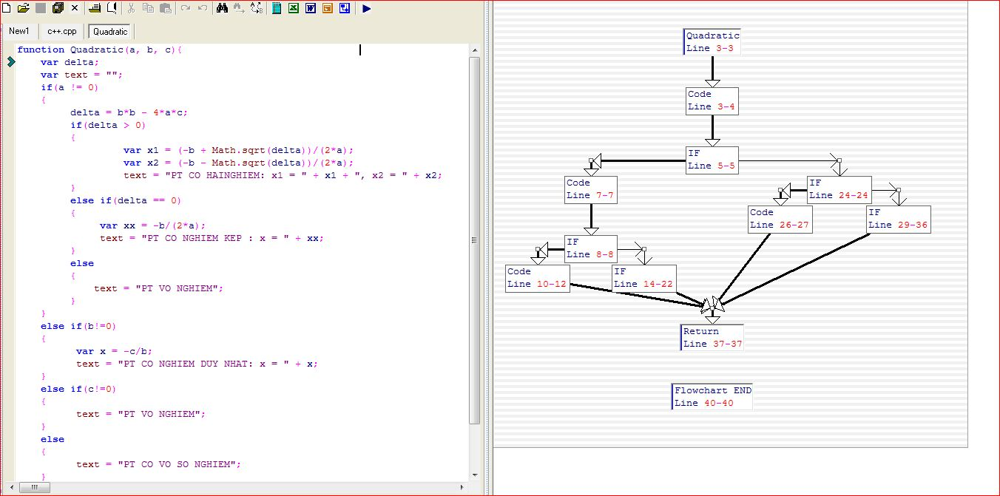 New1 c++.cpp Quadratic
function Quadratic(a, b, c){
var delta;
var text = "";
if(a != 0)
{
delta = b*b - 4*a*c;
if(delta > 0)
{
var x1 = (-b + Math.sqrt(delta))/(2*a);
var x2 = (-b - Math.sqrt(delta))/(2*a);
text = "PT CO HAINGHIEM: x1 = " + x1 + ", x2 = " + x2;
}
else if(delta == 0)
{
var xx = -b/(2*a);
text = "PT CO NGHIEM KEP : x = " + xx;
}
else
{
text = "PT VO NGHIEM";
}
}
else if(b!=0)
{
var x = -c/b;
text = "PT CO NGHIEM DUY NHAT: x = " + x;
}
else if(c!=0)
{
text = "PT VO NGHIEM";
}
else
{
text = "PT CO VO SO NGHIEM";
}
Quadratic
Line 3-3
Code
Line 3-4
IF
Line 5-5
Code
Line 7-7
IF
Line 24-24
Code
Line 26-27
IF
Line 29-36
IF
Line 8-8
Code
Line 10-12
IF
Line 14-22
Return
Line 37-37
Flowchart END
Line 40-40